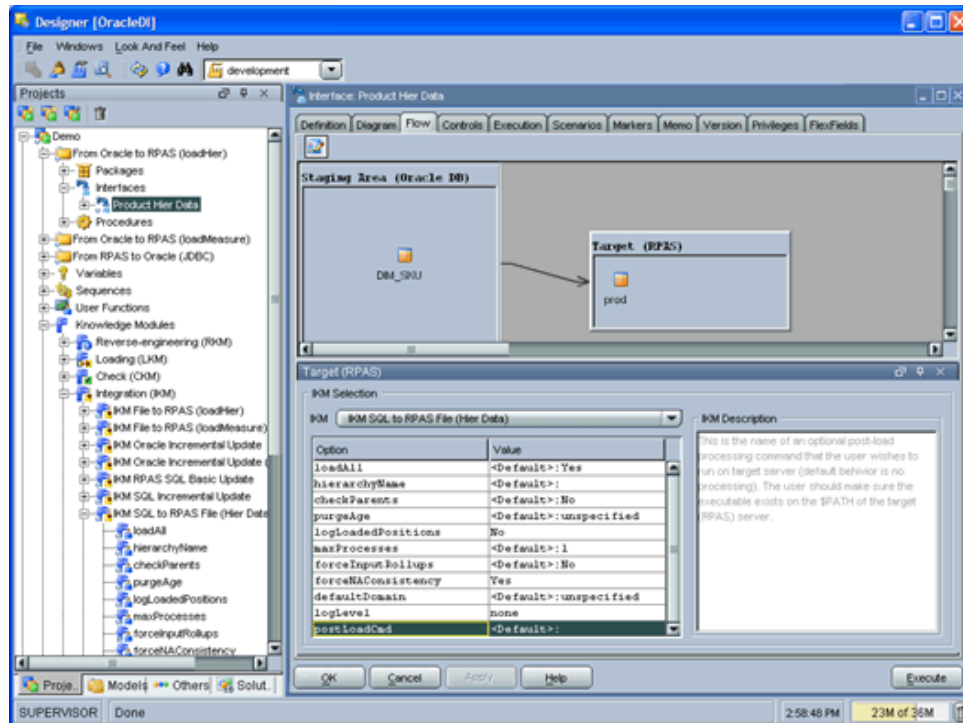 Designer [OracleDI]
File Windows Look And Feel Help
development
Projects
Demo
From Oracle to RPAS (loadHier)
Packages
Interfaces
Product Hier Data
Procedures
From Oracle to RPAS (loadMeasure)
From RPAS to Oracle (JDBC)
Variables
Sequences
User Functions
Knowledge Modules
Reverse-engineering (RKM)
Loading (LKM)
Check (CKM)
Integration (IKM)
IKM File to RPAS (loadHier)
IKM File to RPAS (loadMeasure)
IKM Oracle Incremental Update
IKM Oracle Incremental Update (
IKM RPAS SQL Basic Update
IKM SQL Incremental Update
IKM SQL to RPAS File (Hier Data
loadAll
hierarchyName
checkParents
purgeAge
logLoadedPositions
maxProcesses
forceInputRollups
forceNAConsistency
Proje.. Models Others Solut.
Interface: Product Hier Data
Definition Diagram Flow Controls Execution Scenarios Markers Memo Version Privileges FlexFields
Staging Area (Oracle DB)
DIM_SKU
Target (RPAS)
prod
Target (RPAS)
IKM Selection
IKM IKM SQL to RPAS File (Hier Data)
Option Value
loadAll <Default>:Yes
hierarchyName <Default>:
checkParents <Default>:No
purgeAge <Default>:unspecified
logLoadedPositions No
maxProcesses <Default>:1
forceInputRollups <Default>:No
forceNAConsistency Yes
defaultDomain <Default>:unspecified
logLevel none
postLoadCmd <Default>:
IKM Description
This is the name of an optional post-load
processing command that the user wishes to
run on target server (default behivior is no
processing). The user should make sure the
executable exists on the $PATH of the target
(RPAS) server.
OK Cancel Apply Help Execute
SUPERVISOR Done 2:58:48 PM 23M of 36M